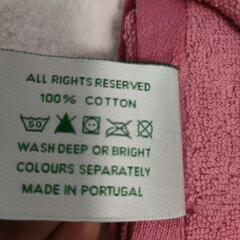 ALL RIGHTS RESERVED
100% COTTON
50
WASH DEEP OR BRIGHT
COLOURS SEPARATELY
MADE IN PORTUGAL